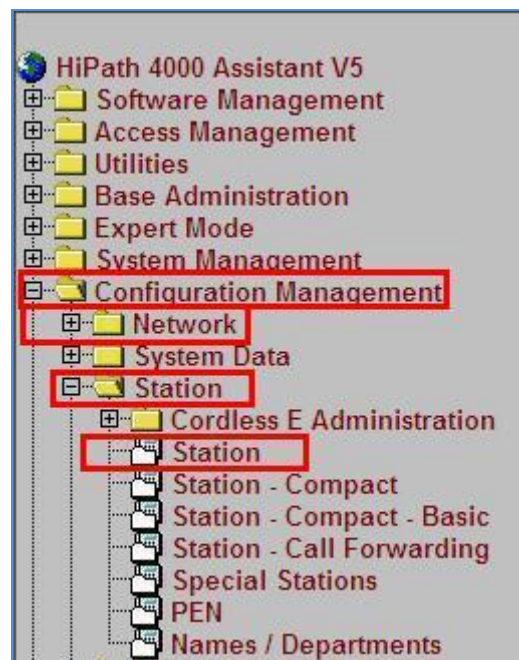 HiPath 4000 Assistant V5
Software Management
Access Management
Utilities
Base Administration
Expert Mode
System Management
Configuration Management
Network
System Data
Station
Cordless E Administration
Station
Station - Compact
Station - Compact - Basic
Station - Call Forwarding
Special Stations
PEN
Names / Departments